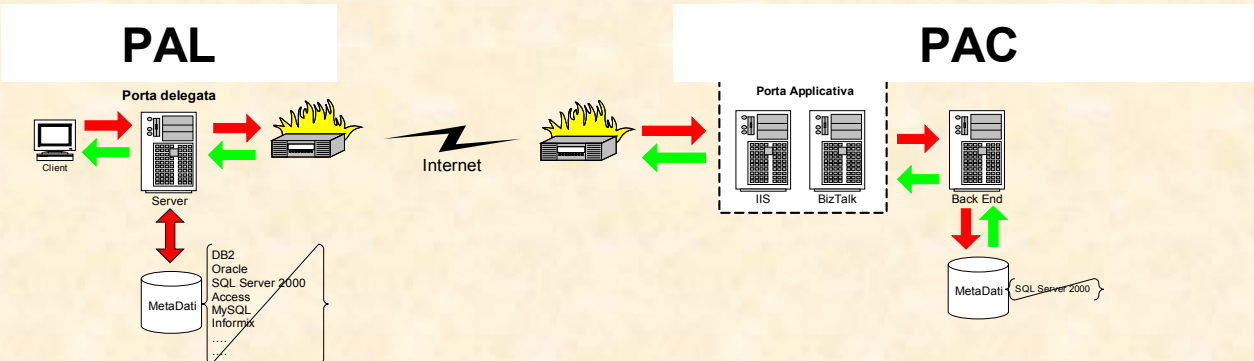 PAL
PAC
Porta delegata
Porta Applicativa
Client
Server
Internet
IIS
BizTalk
Back End
MetaDati
DB2
Oracle
SQL Server 2000
Access
MySQL
Informix
....
....
MetaDati
SQL Server 2000